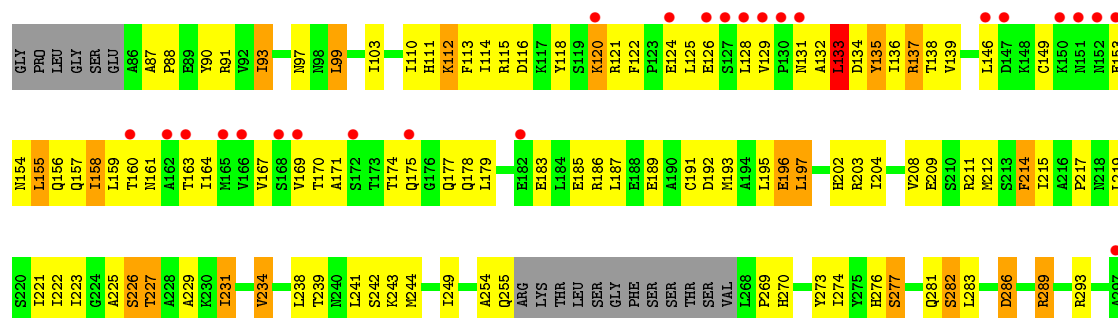 GLY PRO LEU GLY SER GLU A86 A87 P88 E89 Y90 R91 V92 I93 N97 N98 L99 I103 I110 H111 K112 F113 I114 R115 D116 K117 Y118 S119 K120 R121 F122 P123 E124 L125 E126 S127 L128 V129 P130 N131 A132 L133 D134 Y135 I136 R137 T138 V139 L146 D147 K148 C149 K150 N151 N152 E153
N154 L155 Q156 Q157 I158 L159 T160 N161 A162 T163 I164 M165 V166 V167 S168 V169 T170 A171 S172 T173 T174 Q175 G176 Q177 Q178 L179 E182 E183 L184 E185 R186 L187 E188 E189 A190 C191 D192 M193 A194 L195 E196 L197 H202 R203 I204 V208 E209 S210 R211 M212 S213 F214 I215 A216 P217 N218 L219
S220 I221 I222 I223 G224 A225 S226 T227 A228 A229 K230 I231 V234 L238 T239 N240 L241 S242 K243 M244 I249 A254 Q255 ARG LYS THR LEU SER GLY PHE SER SER THR SER VAL L268 P269 H270 Y273 I274 Y275 H276 S277 Q281 S282 L283 D286 R289 R293 A297